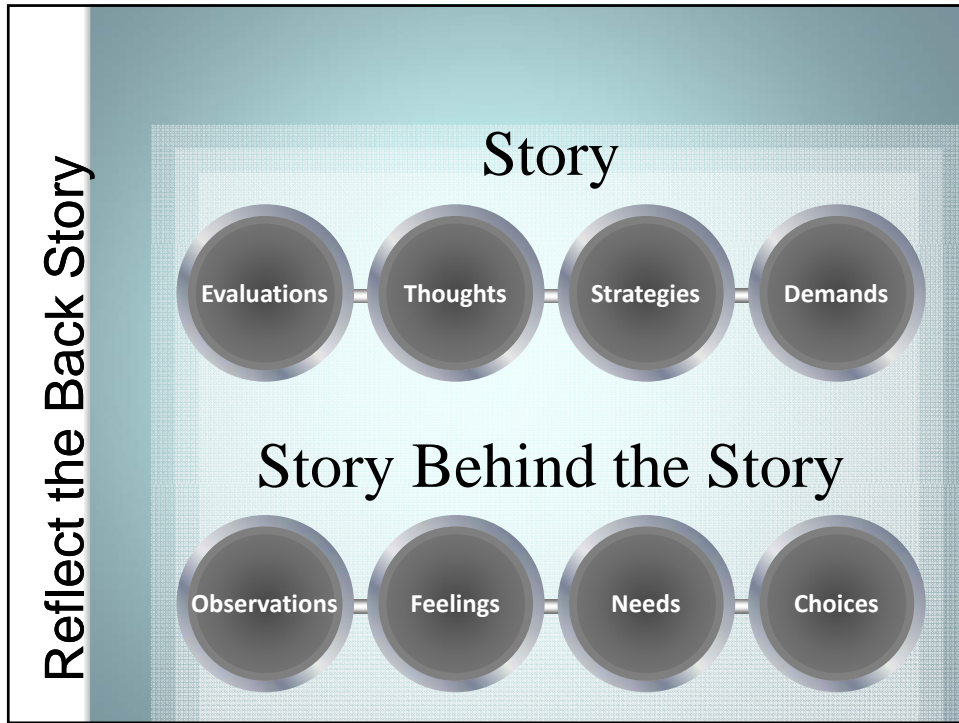 Reflect the Back Story
Story
Evaluations Thoughts Strategies Demands
Story Behind the Story
Observations Feelings Needs Choices